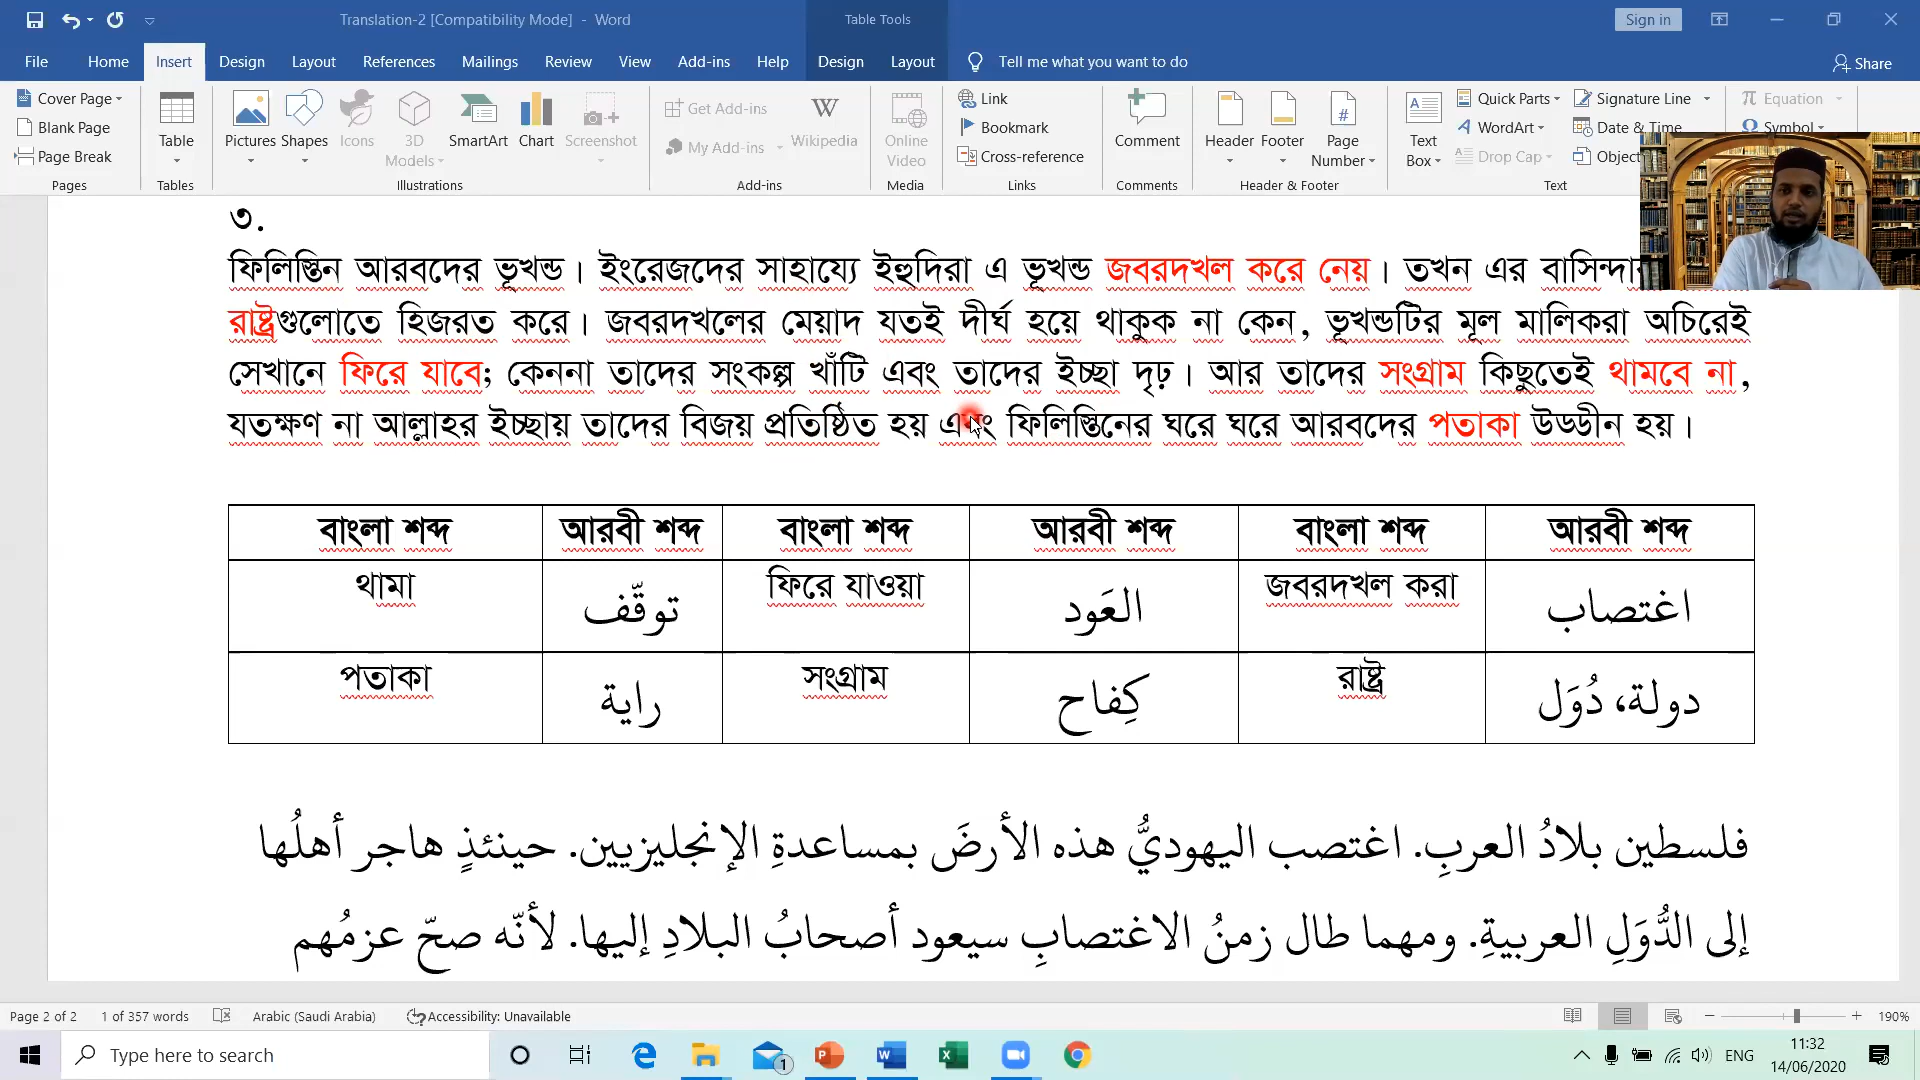 Translation-2 [Compatibility Mode] - Word
Table Tools
Sign in
File Home Insert Design Layout References Mailings Review View Add-ins Help Design Layout Tell me what you want to do Share
Cover Page
Blank Page
Page Break
Pages
Table
Tables
Pictures Shapes Icons 3D Models SmartArt Chart Screenshot
Illustrations
Get Add-ins
My Add-ins
Wikipedia
Add-ins
Online Video
Media
Link
Bookmark
Cross-reference
Links
Comment
Comments
Header Footer Page Number
Header & Footer
Text Box
Quick Parts
WordArt
Drop Cap
Signature Line
Date & Time
Object
Text
Equation
Symbol
৩.
ফিলিস্তিন আরবদের ভূখন্ড। ইংরেজদের সাহায্যে ইহুদিরা এ ভূখন্ড জবরদখল করে নেয়। তখন এর
রাষ্ট্রগুলোতে হিজরত করে। জবরদখলের মেয়াদ যতই দীর্ঘ হয়ে থাকুক না কেন, ভূখন্ডটির মূল মালিকরা অচিরেই
সেখানে ফিরে যাবে; কেননা তাদের সংকল্প খাঁটি এবং তাদের ইচ্ছা দৃঢ়। আর তাদের সংগ্রাম কিছুতেই থামবে না,
যতক্ষণ না আল্লাহর ইচ্ছায় তাদের বিজয় প্রতিষ্ঠিত হয় এবং ফিলিস্তিনের ঘরে ঘরে আরবদের পতাকা উড্ডীন হয়।
বাংলা শব্দ আরবী শব্দ বাংলা শব্দ আরবী শব্দ বাংলা শব্দ আরবী শব্দ
থামা توقّف ফিরে যাওয়া العَود জবরদখল করা اغتصاب
পতাকা راية সংগ্রাম كِفاح রাষ্ট্র دولة، دُوَل
فلسطين بلادُ العربِ. اغتصب اليهوديُّ هذه الأرضَ بمساعدةِ الإنجليزيين. حينئذٍ هاجر أهلُها
إلى الدُّوَلِ العربيةِ. ومهما طال زمنُ الاغتصابِ سيعود أصحابُ البلادِ إليها. لأنّه صحّ عزمُهم
Page 2 of 2 1 of 357 words Arabic (Saudi Arabia) Accessibility: Unavailable 190%
Type here to search
1
ENG
11:32
14/06/2020